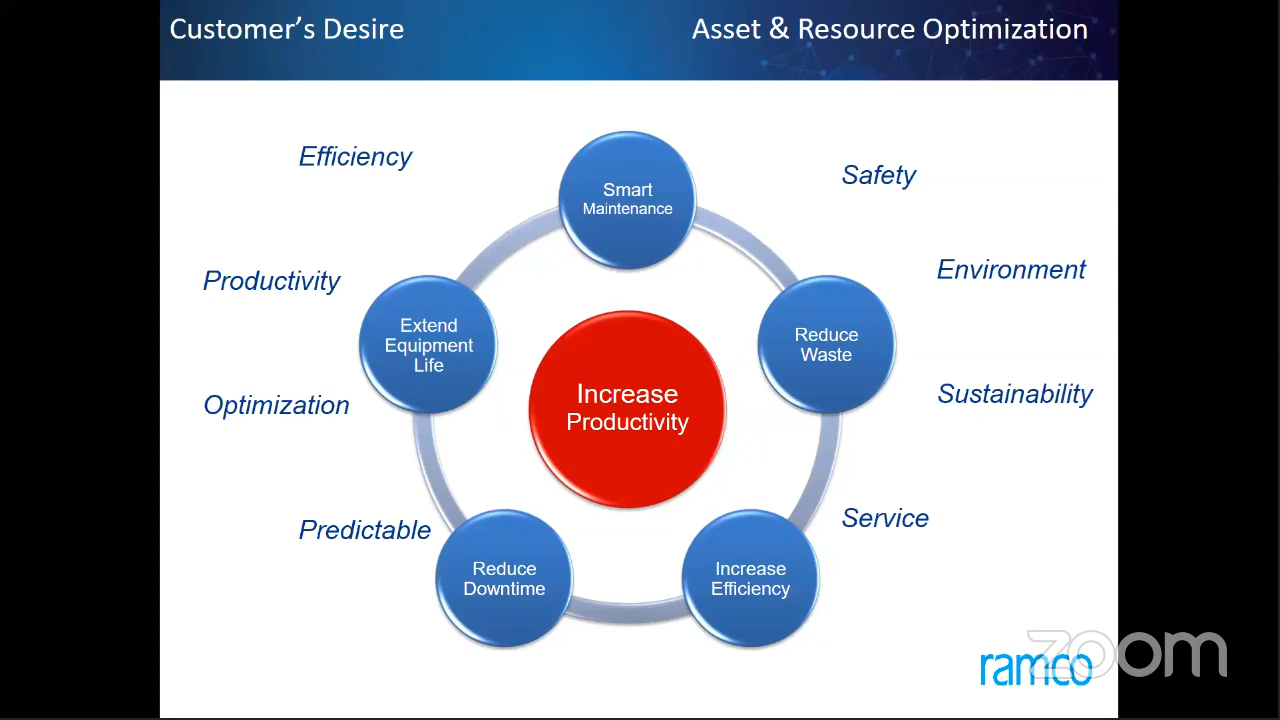 Customer's Desire
Asset & Resource Optimization
Efficiency
Smart
Maintenance
Safety
Productivity
Environment
Extend
Equipment
Life
Reduce
Waste
Increase
Productivity
Optimization
Sustainability
Predictable
Service
Reduce
Downtime
Increase
Efficiency
ramco
zoom